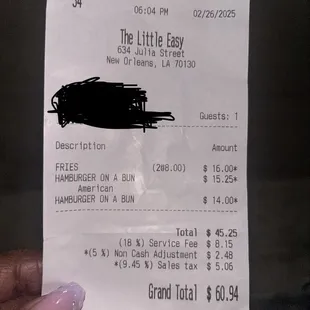 34
06:04 PM 02/26/2025
The Little Easy
634 Julia Street
New Orleans, LA 70130
Guests: 1
Description Amount
FRIES (2@8.00) $ 16.00*
HAMBURGER ON A BUN $ 15.25*
American
HAMBURGER ON A BUN $ 14.00*
Total $ 45.25
(18 %) Service Fee $ 8.15
*(5 %) Non Cash Adjustment $ 2.48
*(9.45 %) Sales tax $ 5.06
Grand Total $ 60.94